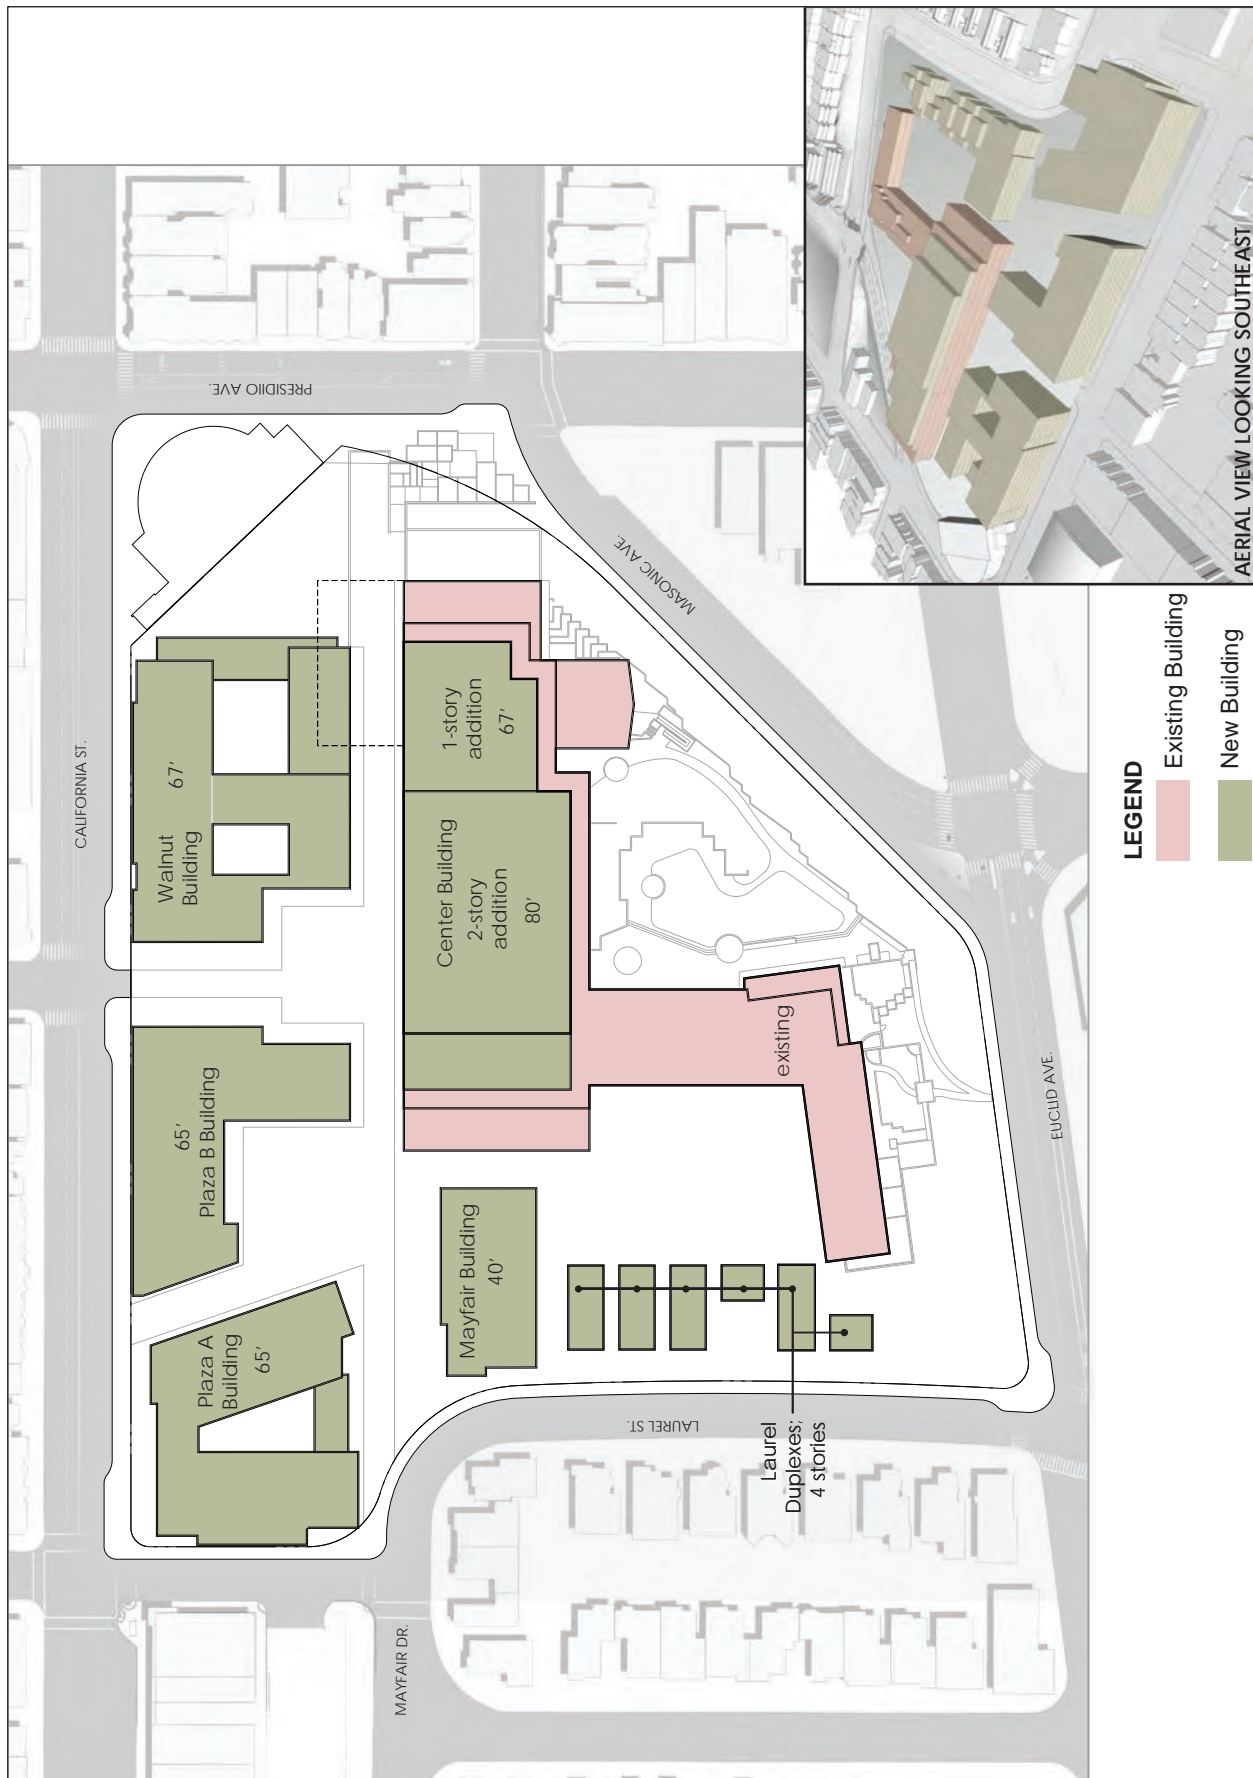 CALIFORNIA ST.
PRESIDIIO AVE.
MASONIC AVE.
EUCLID AVE.
LAUREL ST.
MAYFAIR DR.
Plaza A
Building
65’
65’
Plaza B Building
Walnut
Building
67’
Mayfair Building
40’
Center Building
2-story
addition
80’
1-story
addition
67’
existing
Laurel
Duplexes;
4 stories
LEGEND
Existing Building
New Building
AERIAL VIEW LOOKING SOUTHEAST